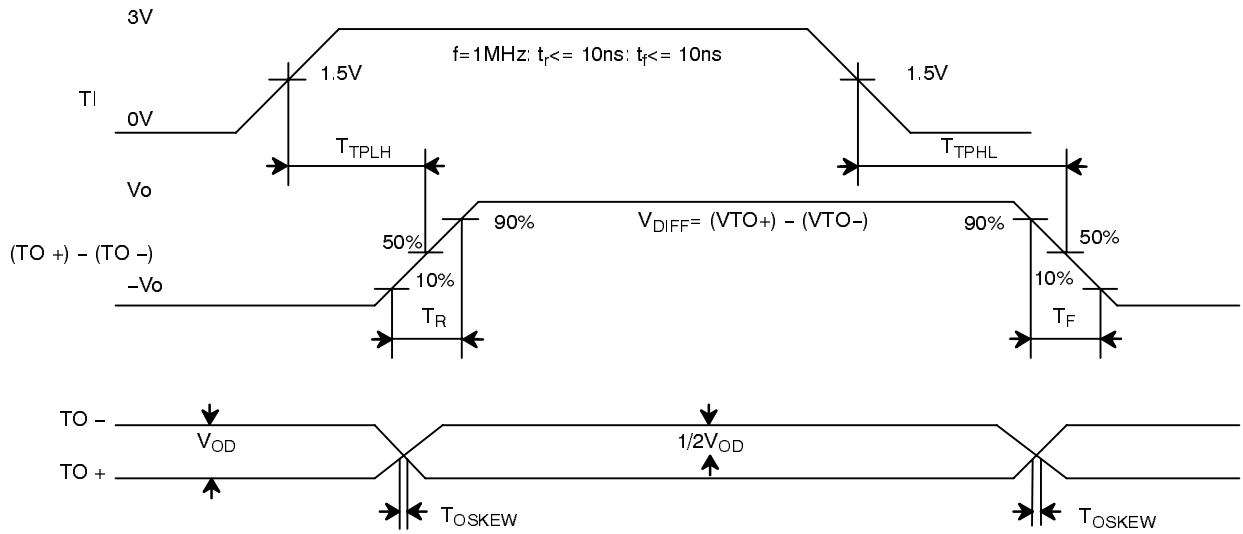 3V
f=1MHz: tr<= 10ns: tf<= 10ns
1.5V
1.5V
TI
0V
TTPLH
TTPHL
Vo
90%
VDIFF= (VTO+) – (VTO–)
90%
50%
50%
(TO +) – (TO –)
–Vo
10%
10%
TR
TF
TO –
VOD
1/2VOD
TO +
TOSKEW
TOSKEW